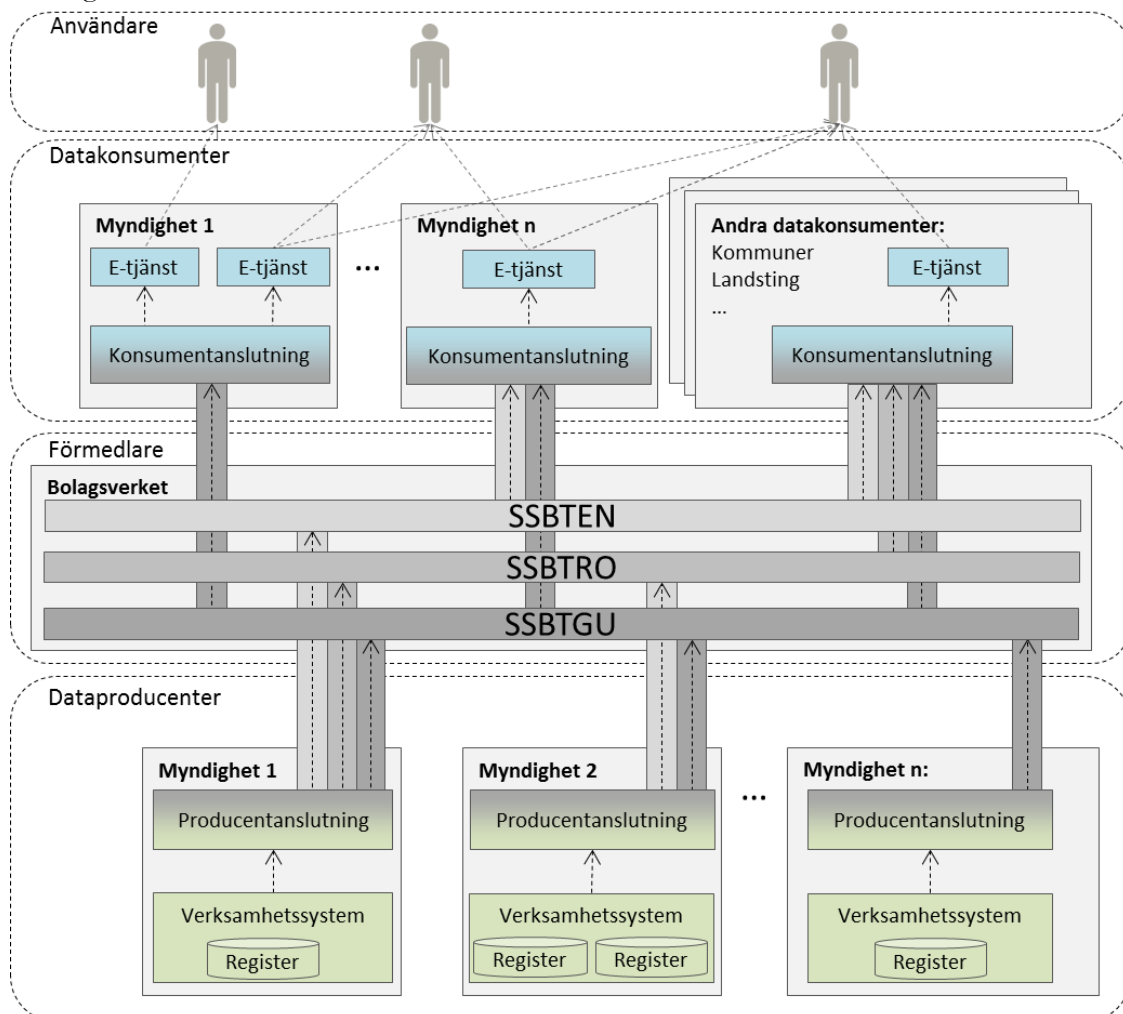 Användare
Datakonsumenter
Myndighet 1
E-tjänst
E-tjänst
Konsumentanslutning
...
Myndighet n
E-tjänst
Konsumentanslutning
Andra datakonsumenter:
Kommuner
Landsting
...
E-tjänst
Konsumentanslutning
Förmedlare
Bolagsverket
SSBTEN
SSBTRO
SSBTGU
Dataproducenter
Myndighet 1
Producentanslutning
Verksamhetssystem
Register
Myndighet 2
Producentanslutning
Verksamhetssystem
Register
Register
...
Myndighet n:
Producentanslutning
Verksamhetssystem
Register